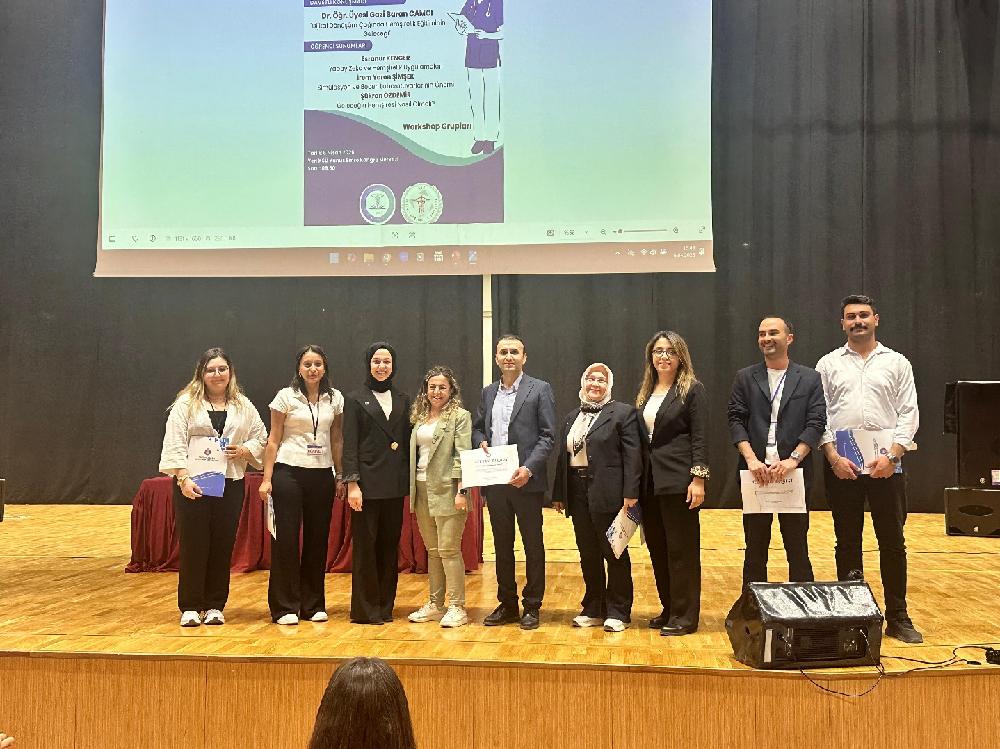 DAVETLİ KONUŞMACI
Dr. Öğr. Üyesi Gazi Baran CAMCI
"Dijital Dönüşüm Çağında Hemşirelik Eğitiminin
Geleceği"
ÖĞRENCİ SUNUMLARI
Esranur KENGER
Yapay Zeka ve Hemşirelik Uygulamaları
İrem Yaren ŞİMŞEK
Simülasyon ve Beceri Laboratuvarlarının Önemi
Şükran ÖZDEMİR
Geleceğin Hemşiresi Nasıl Olmalı?
Workshop Grupları
Tarih: 6 Nisan 2026
Yer: KSÜ Yunus Emre Kongre Merkezi
Saat: 09.30
1131 x 1600
298.3 KB
%56
15:49
6.04.2026
GÖREVLİ